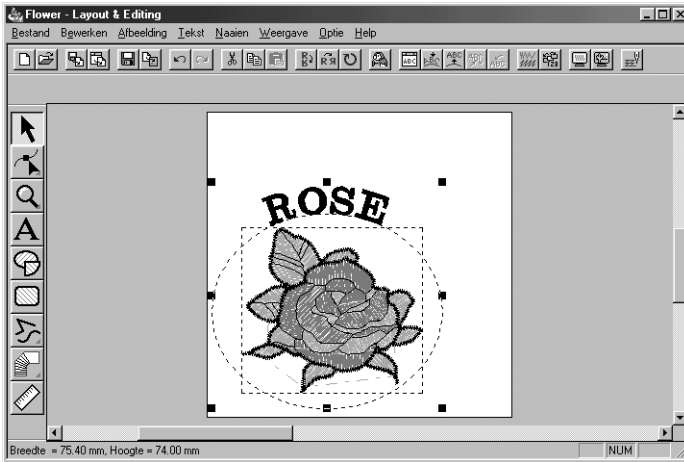 Flower - Layout & Editing
Bestand Bewerken Afbeelding Tekst Naaien Weergave Optie Help
ROSE
A
Breedte = 75.40 mm, Hoogte = 74.00 mm NUM